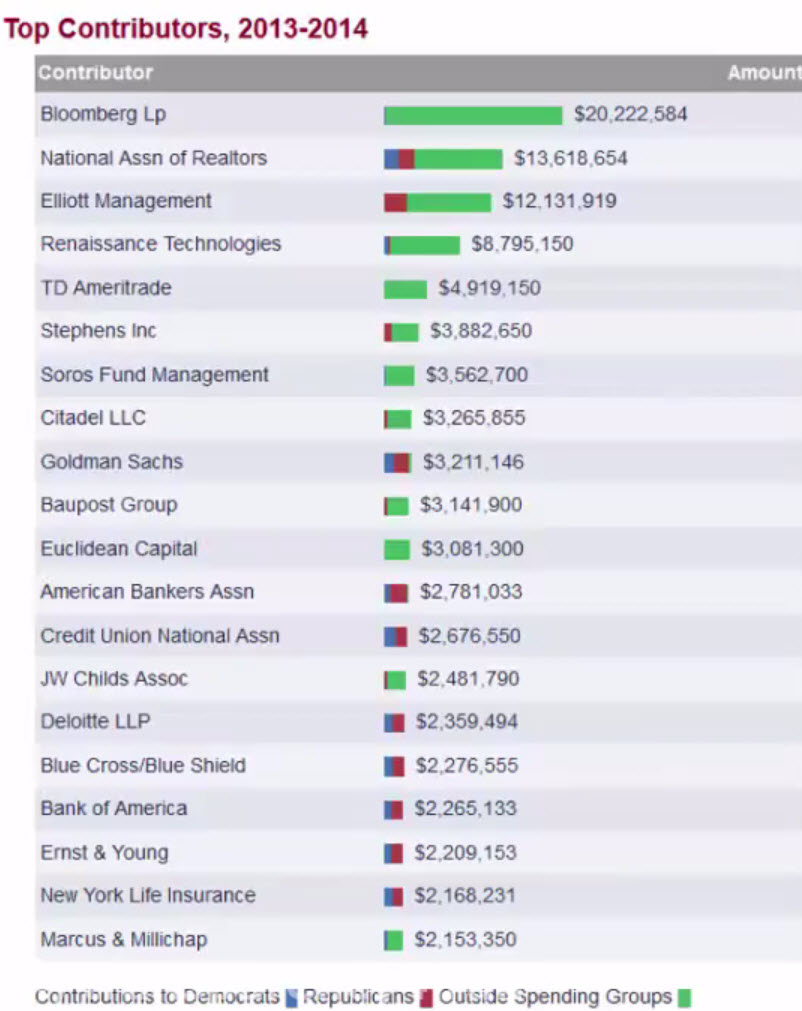 Top Contributors, 2013-2014
Contributor Amount
Bloomberg Lp $20,222,584
National Assn of Realtors $13,618,654
Elliott Management $12,131,919
Renaissance Technologies $8,795,150
TD Ameritrade $4,919,150
Stephens Inc $3,882,650
Soros Fund Management $3,562,700
Citadel LLC $3,265,855
Goldman Sachs $3,211,146
Baupost Group $3,141,900
Euclidean Capital $3,081,300
American Bankers Assn $2,781,033
Credit Union National Assn $2,676,550
JW Childs Assoc $2,481,790
Deloitte LLP $2,359,494
Blue Cross/Blue Shield $2,276,555
Bank of America $2,265,133
Ernst & Young $2,209,153
New York Life Insurance $2,168,231
Marcus & Millichap $2,153,350
Contributions to Democrats Republicans Outside Spending Groups